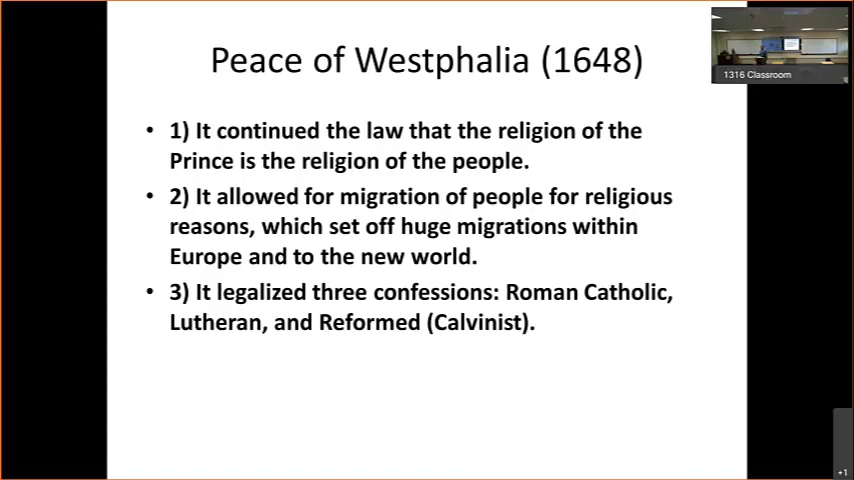 Peace of Westphalia (1648)
1316 Classroom
• 1) It continued the law that the religion of the
Prince is the religion of the people.
• 2) It allowed for migration of people for religious
reasons, which set off huge migrations within
Europe and to the new world.
• 3) It legalized three confessions: Roman Catholic,
Lutheran, and Reformed (Calvinist).
+1